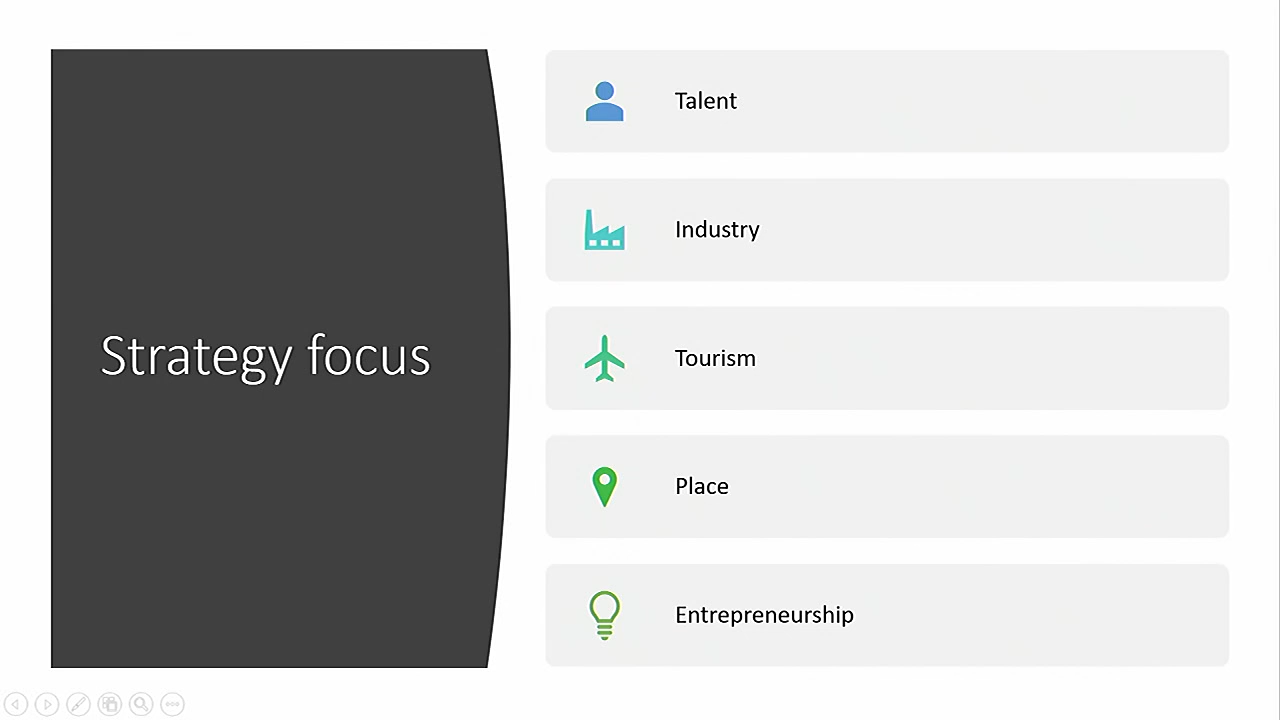 Strategy focus
Talent
Industry
Tourism
Place
Entrepreneurship